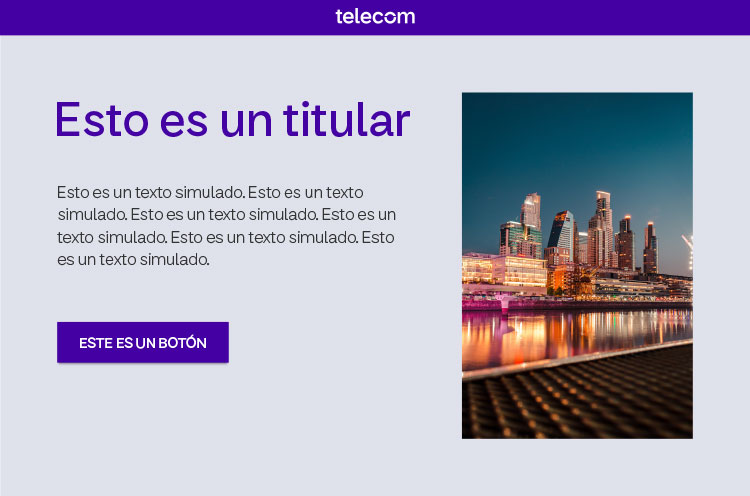 telecom
Esto es un titular
Esto es un texto simulado. Esto es un texto
simulado. Esto es un texto simulado. Esto es un
texto simulado. Esto es un texto simulado. Esto
es un texto simulado.
ESTE ES UN BOTÓN